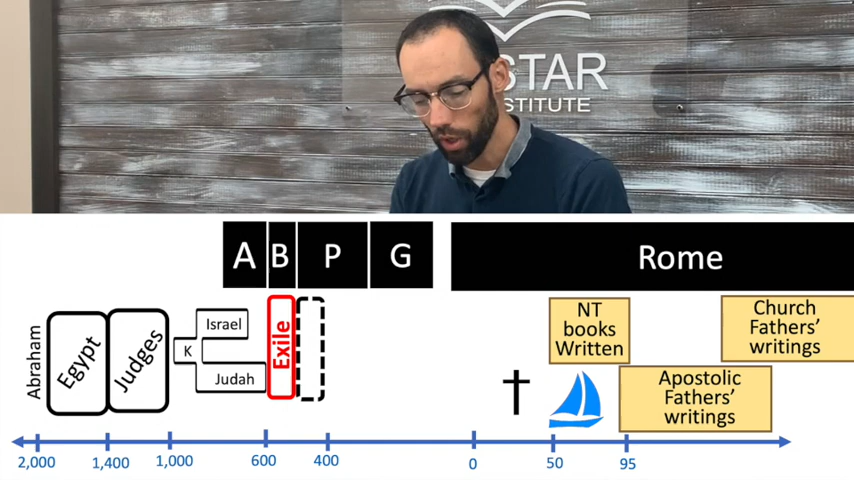 STAR
STITUTE
A B P G Rome
Abraham
Egypt
Judges
K
Israel
Judah
Exile
NT
books
Written
Church
Fathers’
writings
Apostolic
Fathers’
writings
2,000 1,400 1,000 600 400 0 50 95